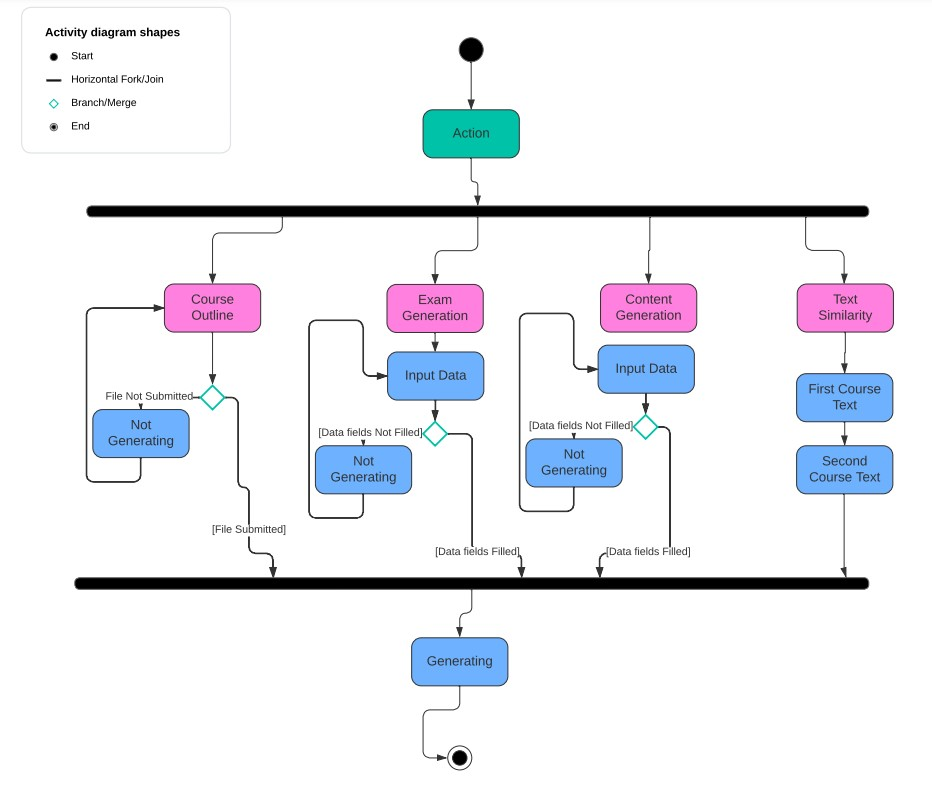 Activity diagram shapes
Start
Horizontal Fork/Join
Branch/Merge
End
Action
Course
Outline
Exam
Generation
Content
Generation
Text
Similarity
Input Data
Input Data
First Course
Text
File Not Submitted
[Data fields Not Filled]
[Data fields Not Filled]
Not
Generating
Not
Generating
Not
Generating
Second
Course Text
[File Submitted]
[Data fields Filled]
[Data fields Filled]
Generating